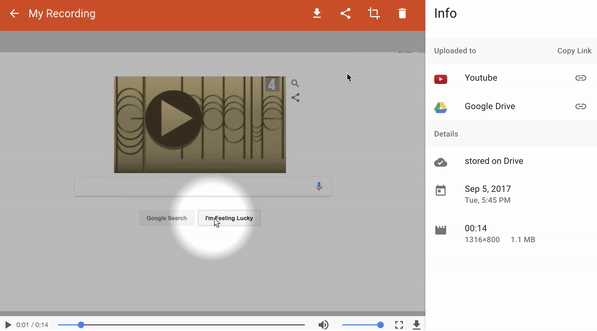 My Recording
4
Google Search
I'm Feeling Lucky
0:01 / 0:14
Info
Uploaded to
Copy Link
Youtube
Google Drive
Details
stored on Drive
Sep 5, 2017
Tue, 5:45 PM
00:14
1316×800 1.1 MB